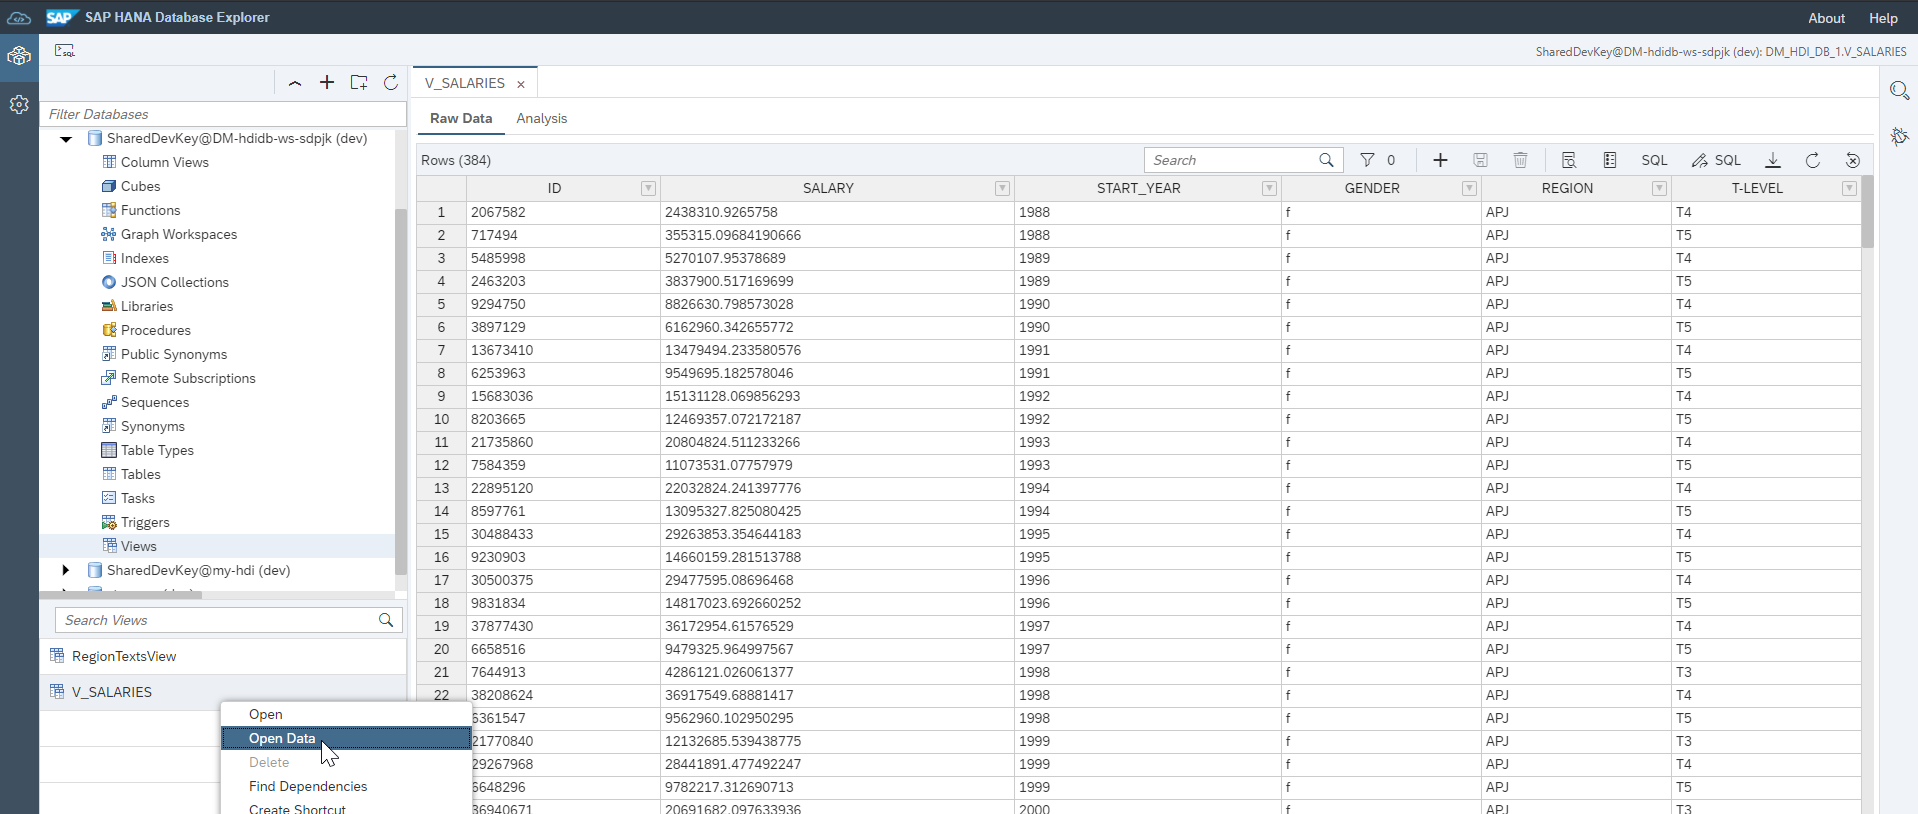 SAP SAP HANA Database Explorer About Help
SQL SharedDevKey@DM-hdidb-ws-sdpjk (dev): DM_HDI_DB_1.V_SALARIES
Filter Databases
SharedDevKey@DM-hdidb-ws-sdpjk (dev)
Column Views
Cubes
Functions
Graph Workspaces
Indexes
JSON Collections
Libraries
Procedures
Public Synonyms
Remote Subscriptions
Sequences
Synonyms
Table Types
Tables
Tasks
Triggers
Views
SharedDevKey@my-hdi (dev)
Search Views
RegionTextsView
V_SALARIES
Open
Open Data
Delete
Find Dependencies
Create Shortcut
V_SALARIES ×
Raw Data Analysis
Rows (384) Search 0 SQL SQL
ID SALARY START_YEAR GENDER REGION T-LEVEL
1 2067582 2438310.9265758 1988 f APJ T4
2 717494 355315.09684190666 1988 f APJ T5
3 5485998 5270107.95378689 1989 f APJ T4
4 2463203 3837900.517169699 1989 f APJ T5
5 9294750 8826630.798573028 1990 f APJ T4
6 3897129 6162960.342655772 1990 f APJ T5
7 13673410 13479494.233580576 1991 f APJ T4
8 6253963 9549695.182578046 1991 f APJ T5
9 15683036 15131128.069856293 1992 f APJ T4
10 8203665 12469357.072172187 1992 f APJ T5
11 21735860 20804824.511233266 1993 f APJ T4
12 7584359 11073531.07757979 1993 f APJ T5
13 22895120 22032824.241397776 1994 f APJ T4
14 8597761 13095327.825080425 1994 f APJ T5
15 30488433 29263853.354644183 1995 f APJ T4
16 9230903 14660159.281513788 1995 f APJ T5
17 30500375 29477595.08696468 1996 f APJ T4
18 9831834 14817023.692660252 1996 f APJ T5
19 37877430 36172954.61576529 1997 f APJ T4
20 6658516 9479325.964997567 1997 f APJ T5
21 7644913 4286121.026061377 1998 f APJ T3
22 38208624 36917549.68881417 1998 f APJ T4
6361547 9562960.102950295 1998 f APJ T5
21770840 12132685.539438775 1999 f APJ T3
29267968 28441891.477492247 1999 f APJ T4
6648296 9782217.312690713 1999 f APJ T5
36940671 20691682.097633936 2000 f APJ T3